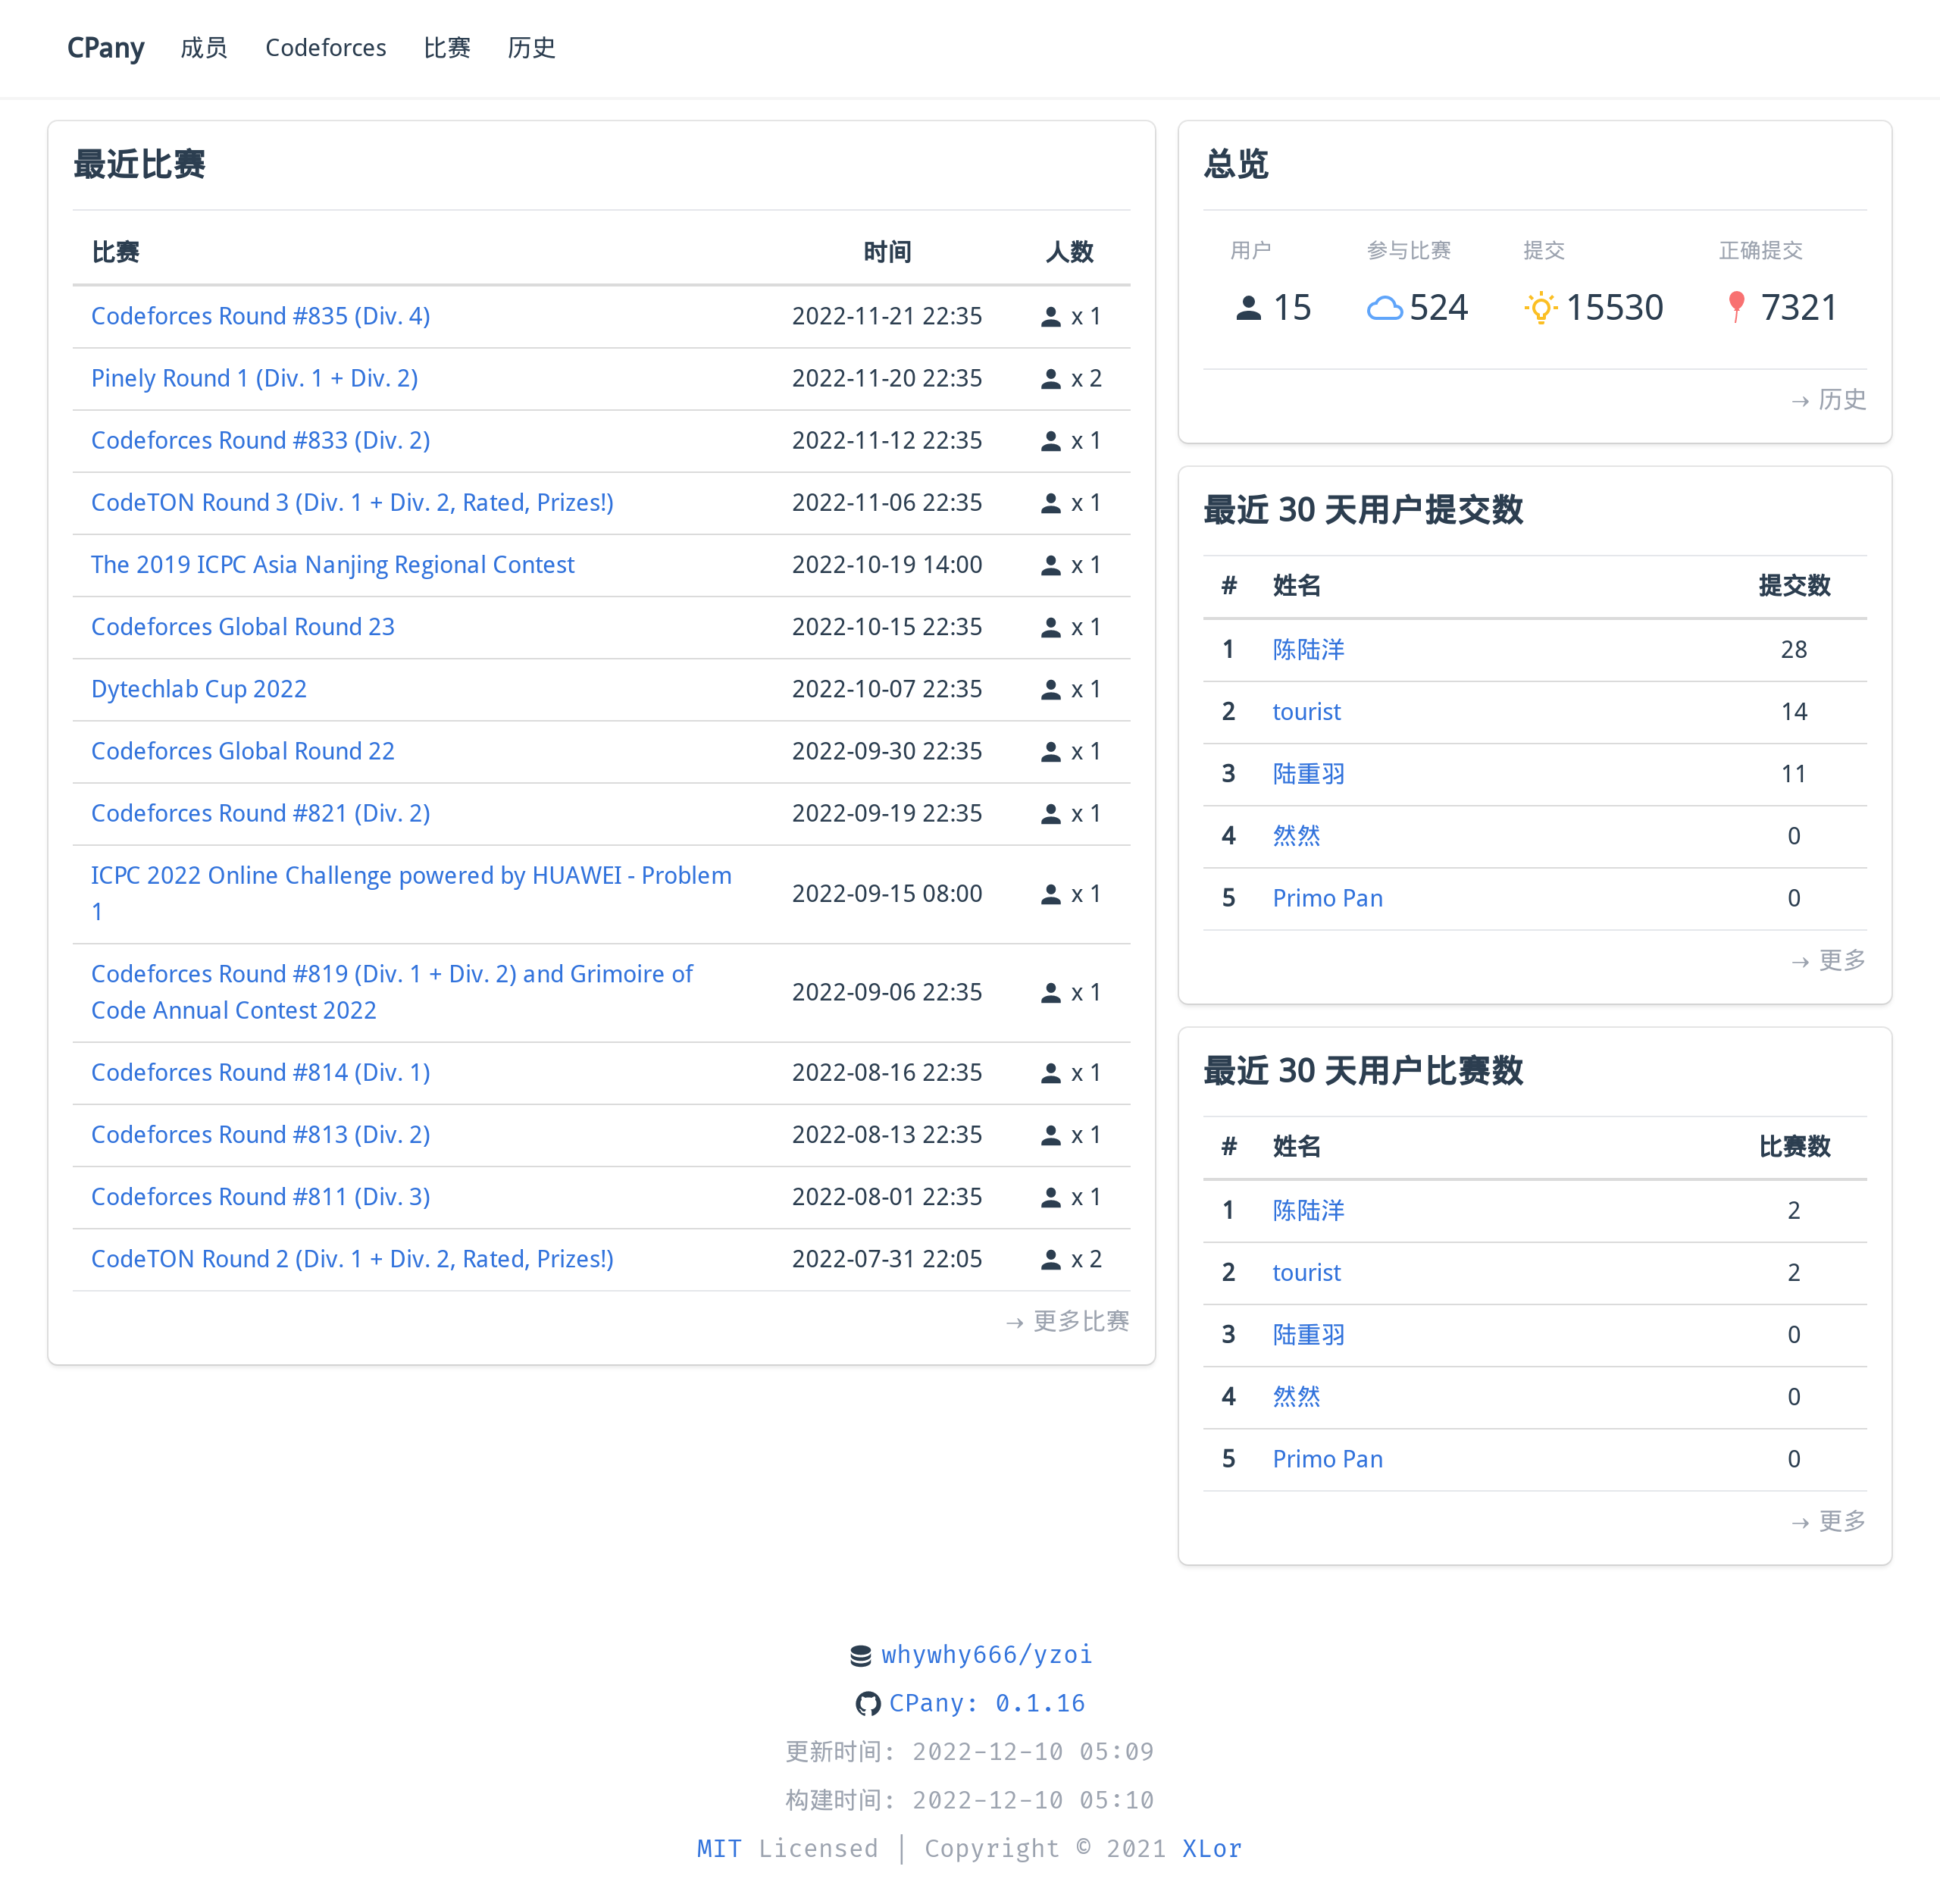 CPany 成员 Codeforces 比赛 历史
最近比赛
比赛 时间 人数
Codeforces Round #835 (Div. 4) 2022-11-21 22:35 x 1
Pinely Round 1 (Div. 1 + Div. 2) 2022-11-20 22:35 x 2
Codeforces Round #833 (Div. 2) 2022-11-12 22:35 x 1
CodeTON Round 3 (Div. 1 + Div. 2, Rated, Prizes!) 2022-11-06 22:35 x 1
The 2019 ICPC Asia Nanjing Regional Contest 2022-10-19 14:00 x 1
Codeforces Global Round 23 2022-10-15 22:35 x 1
Dytechlab Cup 2022 2022-10-07 22:35 x 1
Codeforces Global Round 22 2022-09-30 22:35 x 1
Codeforces Round #821 (Div. 2) 2022-09-19 22:35 x 1
ICPC 2022 Online Challenge powered by HUAWEI - Problem
1 2022-09-15 08:00 x 1
Codeforces Round #819 (Div. 1 + Div. 2) and Grimoire of
Code Annual Contest 2022 2022-09-06 22:35 x 1
Codeforces Round #814 (Div. 1) 2022-08-16 22:35 x 1
Codeforces Round #813 (Div. 2) 2022-08-13 22:35 x 1
Codeforces Round #811 (Div. 3) 2022-08-01 22:35 x 1
CodeTON Round 2 (Div. 1 + Div. 2, Rated, Prizes!) 2022-07-31 22:05 x 2
→ 更多比赛
总览
用户 参与比赛 提交 正确提交
15 524 15530 7321
→ 历史
最近 30 天用户提交数
# 姓名 提交数
1 陈陆洋 28
2 tourist 14
3 陆重羽 11
4 然然 0
5 Primo Pan 0
→ 更多
最近 30 天用户比赛数
# 姓名 比赛数
1 陈陆洋 2
2 tourist 2
3 陆重羽 0
4 然然 0
5 Primo Pan 0
→ 更多
whywhy666/yzoi
CPany: 0.1.16
更新时间: 2022-12-10 05:09
构建时间: 2022-12-10 05:10
MIT Licensed | Copyright © 2021 XLor